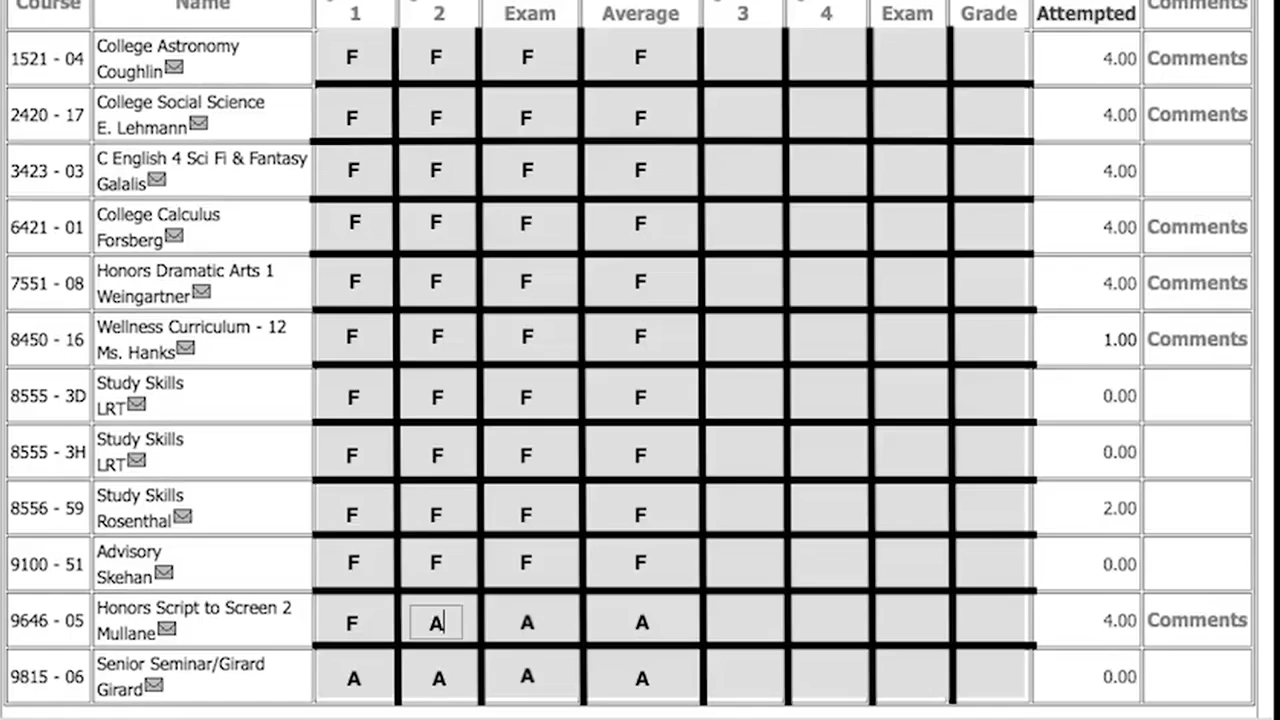 Course Name 1 2 Exam Average 3 4 Exam Grade Attempted Comments
1521 - 04 College Astronomy F F F F 4.00 Comments
Coughlin
2420 - 17 College Social Science F F F F 4.00 Comments
E. Lehmann
3423 - 03 C English 4 Sci Fi & Fantasy F F F F 4.00
Galalis
6421 - 01 College Calculus F F F F 4.00 Comments
Forsberg
7551 - 08 Honors Dramatic Arts 1 F F F F 4.00 Comments
Weingartner
8450 - 16 Wellness Curriculum - 12 F F F F 1.00 Comments
Ms. Hanks
8555 - 3D Study Skills F F F F 0.00
LRT
8555 - 3H Study Skills F F F F 0.00
LRT
8556 - 59 Study Skills F F F F 2.00
Rosenthal
9100 - 51 Advisory F F F F 0.00
Skehan
9646 - 05 Honors Script to Screen 2 F A A A 4.00 Comments
Mullane
9815 - 06 Senior Seminar/Girard A A A A 0.00
Girard